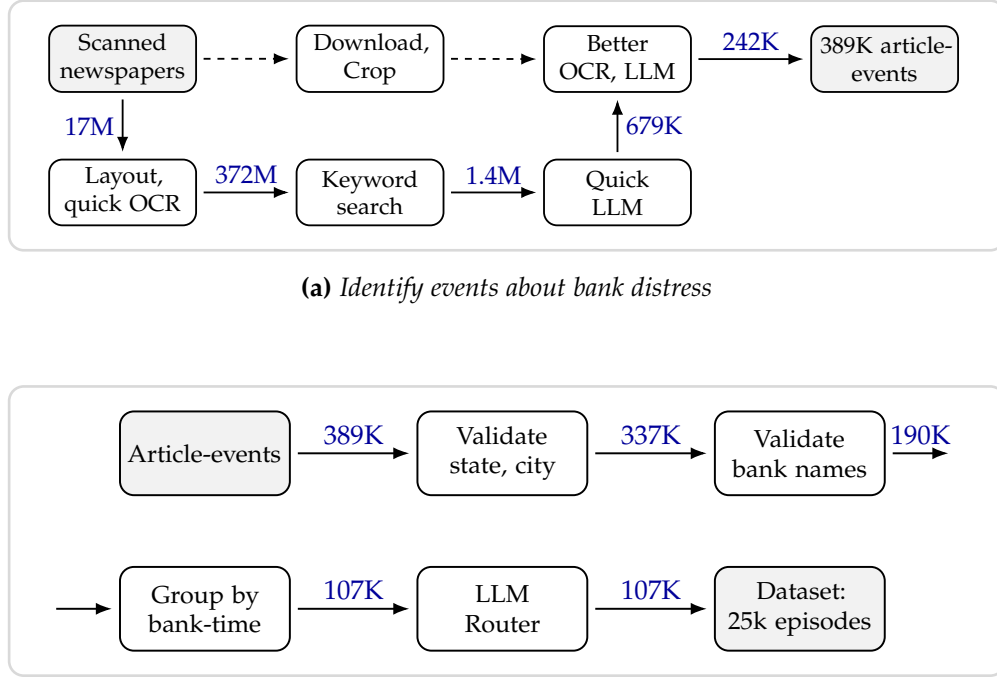 Scanned
newspapers
Download,
Crop
Better
OCR, LLM
242K
389K article-
events
17M
679K
Layout,
quick OCR
372M
Keyword
search
1.4M
Quick
LLM
(a) Identify events about bank distress
Article-events
389K
Validate
state, city
337K
Validate
bank names
190K
Group by
bank-time
107K
LLM
Router
107K
Dataset:
25k episodes